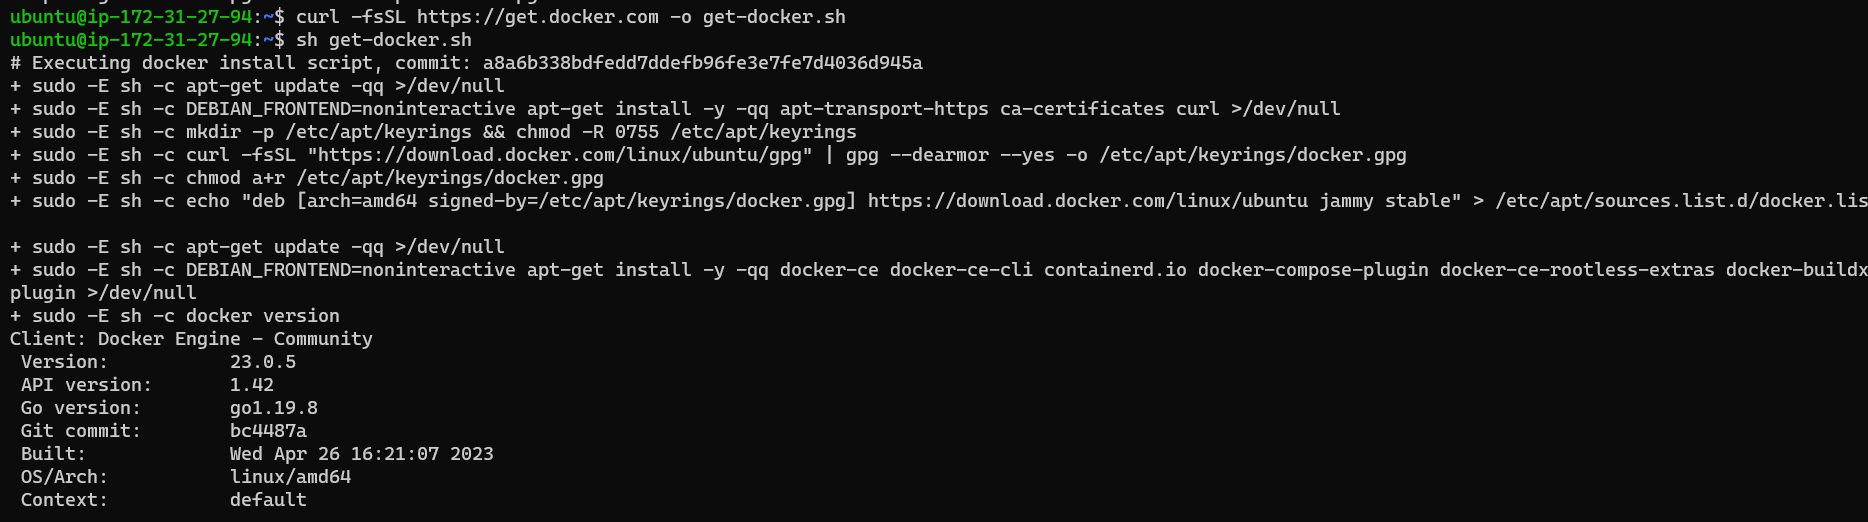 ubuntu@ip-172-31-27-94:~$ curl -fsSL https://get.docker.com -o get-docker.sh
ubuntu@ip-172-31-27-94:~$ sh get-docker.sh
# Executing docker install script, commit: a8a6b338bdfedd7ddefb96fe3e7fe7d4036d945a
+ sudo -E sh -c apt-get update -qq >/dev/null
+ sudo -E sh -c DEBIAN_FRONTEND=noninteractive apt-get install -y -qq apt-transport-https ca-certificates curl >/dev/null
+ sudo -E sh -c mkdir -p /etc/apt/keyrings && chmod -R 0755 /etc/apt/keyrings
+ sudo -E sh -c curl -fsSL "https://download.docker.com/linux/ubuntu/gpg" | gpg --dearmor --yes -o /etc/apt/keyrings/docker.gpg
+ sudo -E sh -c chmod a+r /etc/apt/keyrings/docker.gpg
+ sudo -E sh -c echo "deb [arch=amd64 signed-by=/etc/apt/keyrings/docker.gpg] https://download.docker.com/linux/ubuntu jammy stable" > /etc/apt/sources.list.d/docker.lis
+ sudo -E sh -c apt-get update -qq >/dev/null
+ sudo -E sh -c DEBIAN_FRONTEND=noninteractive apt-get install -y -qq docker-ce docker-ce-cli containerd.io docker-compose-plugin docker-ce-rootless-extras docker-buildx
plugin >/dev/null
+ sudo -E sh -c docker version
Client: Docker Engine - Community
 Version:           23.0.5
 API version:       1.42
 Go version:        go1.19.8
 Git commit:        bc4487a
 Built:             Wed Apr 26 16:21:07 2023
 OS/Arch:           linux/amd64
 Context:           default